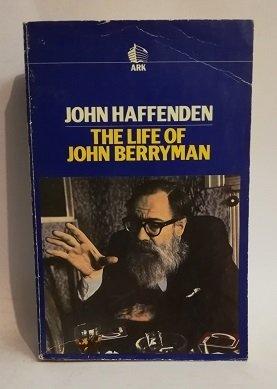 ARK
JOHN HAFFENDEN
THE LIFE OF
JOHN BERRYMAN